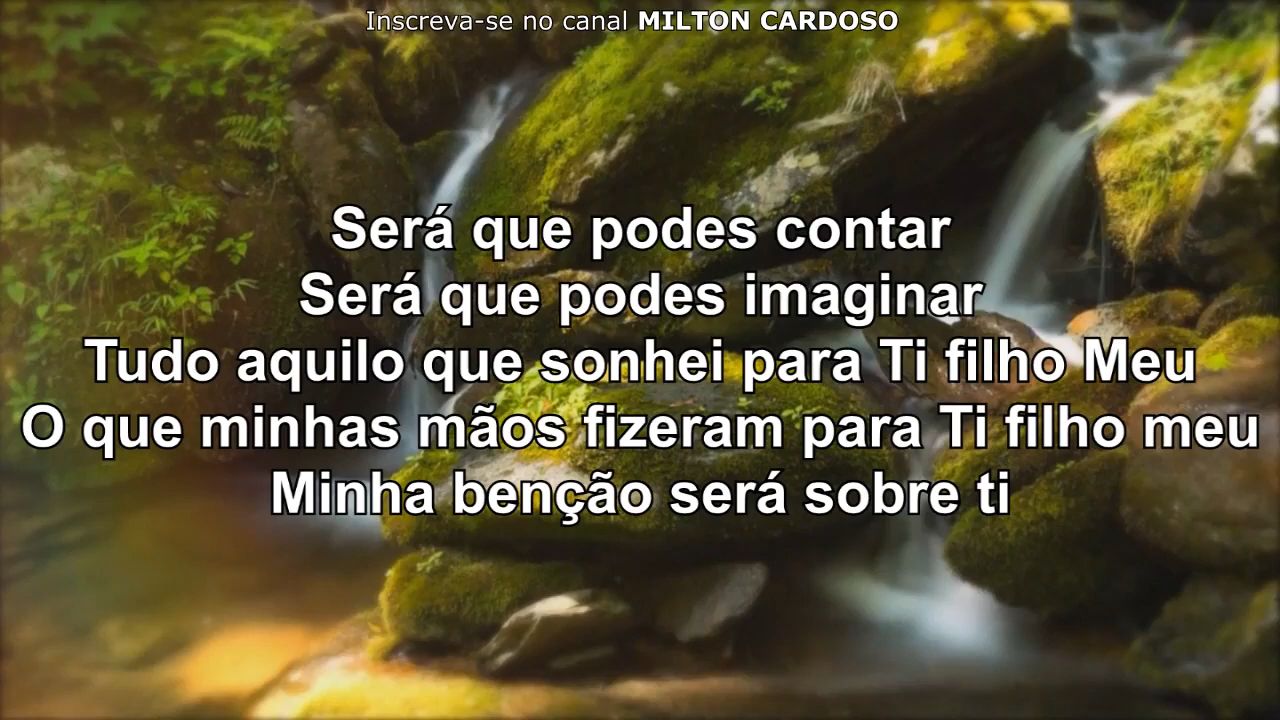 Inscreva-se no canal MILTON CARDOSO
Será que podes contar
Será que podes imaginar
Tudo aquilo que sonhei para Ti filho Meu
O que minhas mãos fizeram para Ti filho meu
Minha benção será sobre ti